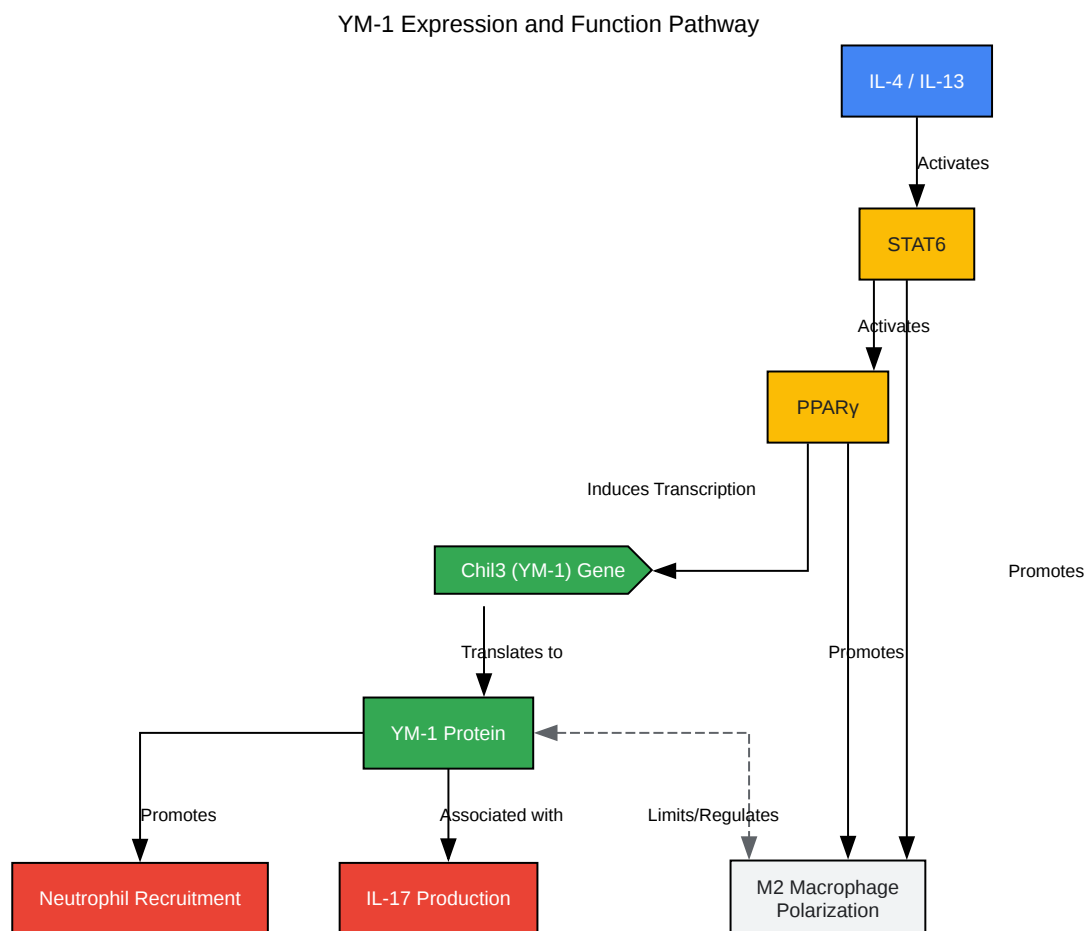 YM-1 Expression and Function Pathway
IL-4 / IL-13
Activates
STAT6
Activates
PPARγ
Induces Transcription
Chil3 (YM-1) Gene
Promotes
Translates to
Promotes
YM-1 Protein
Promotes
Associated with
Limits/Regulates
Neutrophil Recruitment
IL-17 Production
M2 Macrophage
Polarization